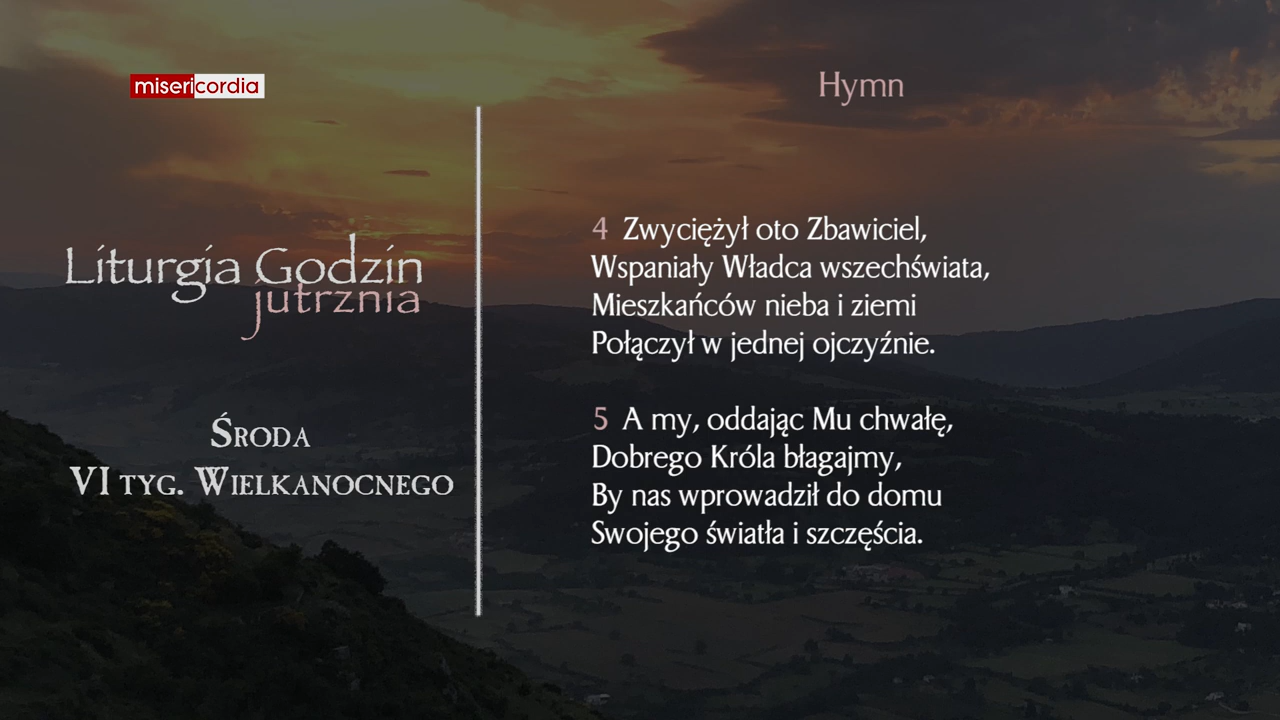 misericordia
Liturgia Godzin
jutrznia
Środa
VI tyg. Wielkanocnego
Hymn
4 Zwyciężył oto Zbawiciel,
Wspaniały Władca wszechświata,
Mieszkańców nieba i ziemi
Połączył w jednej ojczyźnie.
5 A my, oddając Mu chwałę,
Dobrego Króla błagajmy,
By nas wprowadził do domu
Swojego światła i szczęścia.